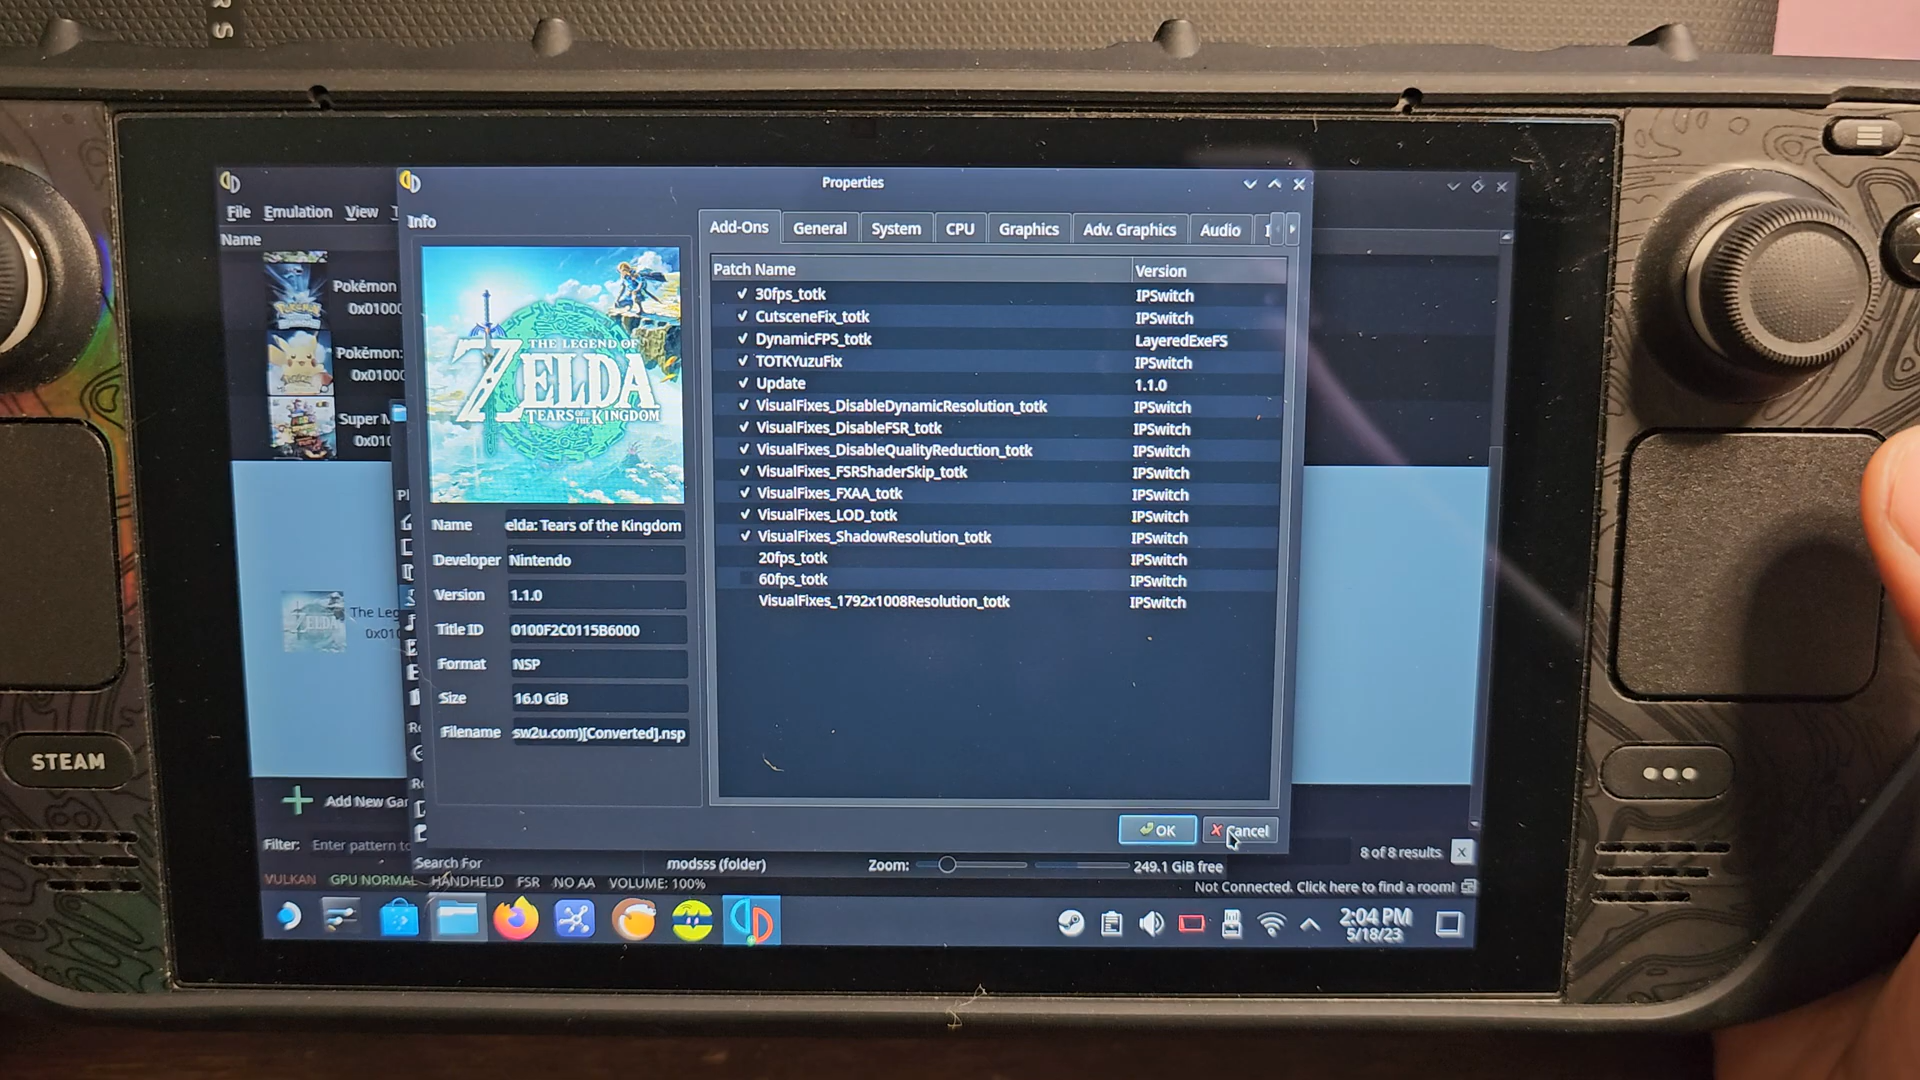 R S
Properties
File Emulation View
Name
Pokémon
0x0100
Pokémon:
0x0100
Super M
0x010
The Leg
0x010
Add New Gar
Filter: Enter pattern to
Info
THE LEGEND OF
ZELDA
TEARS OF THE KINGDOM
Name elda: Tears of the Kingdom
Developer Nintendo
Version 1.1.0
Title ID 0100F2C0115B6000
Format NSP
Size 16.0 GiB
Filename sw2u.com)[Converted].nsp
Add-Ons General System CPU Graphics Adv. Graphics Audio
Patch Name Version
30fps_totk IPSwitch
CutsceneFix_totk IPSwitch
DynamicFPS_totk LayeredExeFS
TOTKYuzuFix IPSwitch
Update 1.1.0
VisualFixes_DisableDynamicResolution_totk IPSwitch
VisualFixes_DisableFSR_totk IPSwitch
VisualFixes_DisableQualityReduction_totk IPSwitch
VisualFixes_FSRShaderSkip_totk IPSwitch
VisualFixes_FXAA_totk IPSwitch
VisualFixes_LOD_totk IPSwitch
VisualFixes_ShadowResolution_totk IPSwitch
20fps_totk IPSwitch
60fps_totk IPSwitch
VisualFixes_1792x1008Resolution_totk IPSwitch
OK Cancel
8 of 8 results
Search For modsss (folder) Zoom: 249.1 GiB free
VULKAN GPU NORMAL HANDHELD FSR NO AA VOLUME: 100% Not Connected. Click here to find a room!
2:04 PM
5/18/23
STEAM